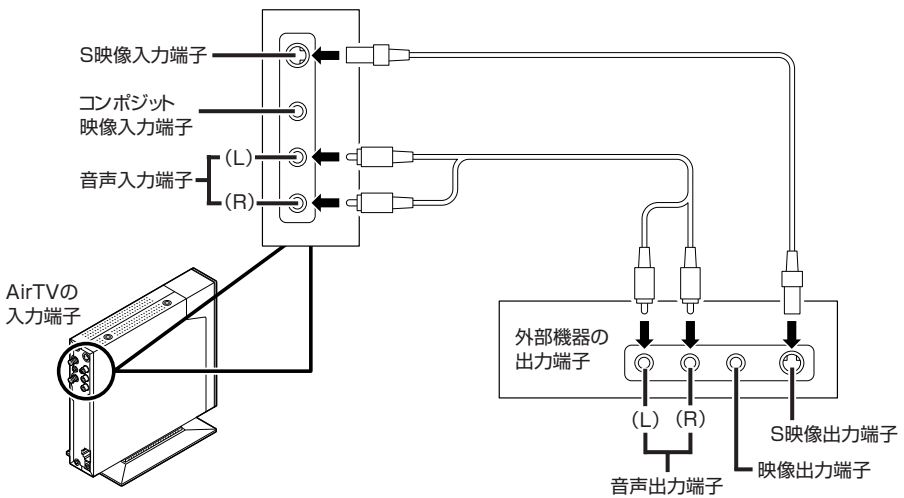 S映像入力端子
コンポジット
映像入力端子
(L)
音声入力端子
(R)
AirTVの
入力端子
外部機器の
出力端子
(L)
(R)
S映像出力端子
映像出力端子
音声出力端子